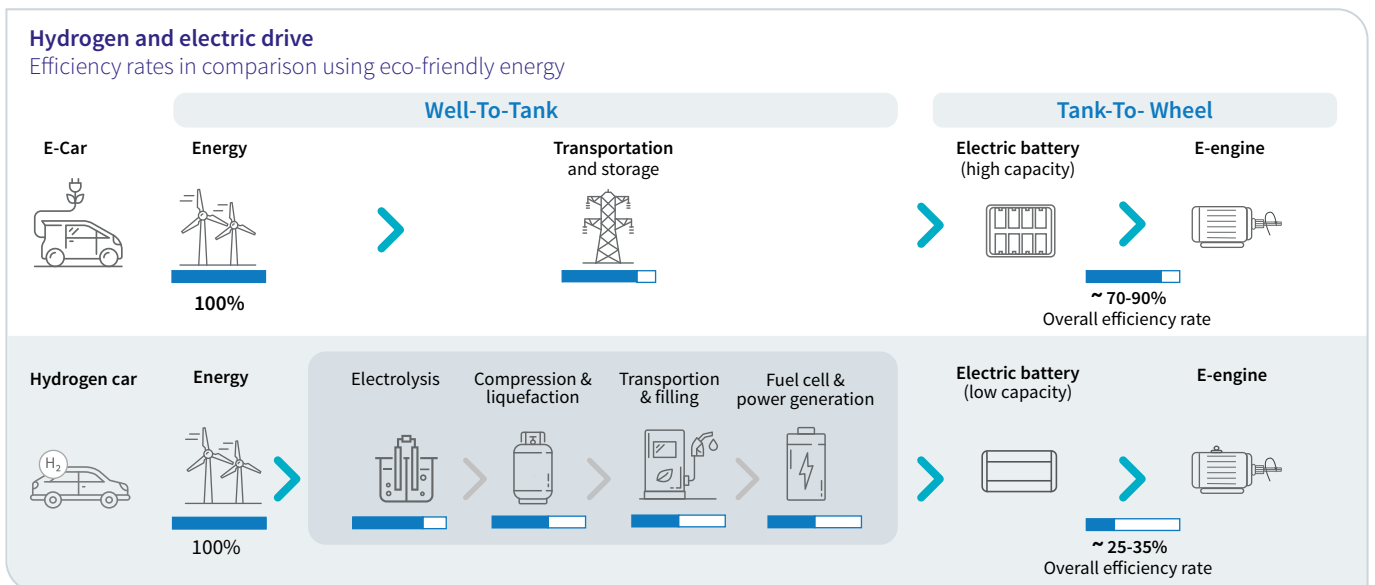 Hydrogen and electric drive
Efficiency rates in comparison using eco-friendly energy
Well-To-Tank
Tank-To- Wheel
E-Car
Energy
Transportation
and storage
Electric battery
(high capacity)
E-engine
100%
~ 70-90%
Overall efficiency rate
Hydrogen car
Energy
Electrolysis
Compression &
liquefaction
Transportion
& filling
Fuel cell &
power generation
Electric battery
(low capacity)
E-engine
H₂
100%
~ 25-35%
Overall efficiency rate